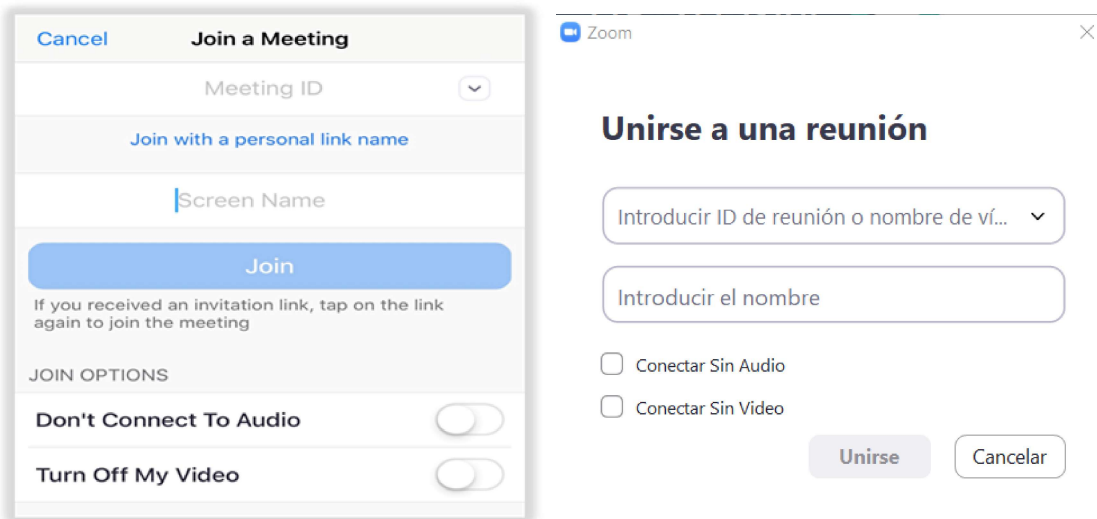 Cancel Join a Meeting
Meeting ID
Join with a personal link name
Screen Name
Join
If you received an invitation link, tap on the link
again to join the meeting
JOIN OPTIONS
Don't Connect To Audio
Turn Off My Video
Zoom
Unirse a una reunión
Introducir ID de reunión o nombre de ví...
Introducir el nombre
Conectar Sin Audio
Conectar Sin Video
Unirse Cancelar